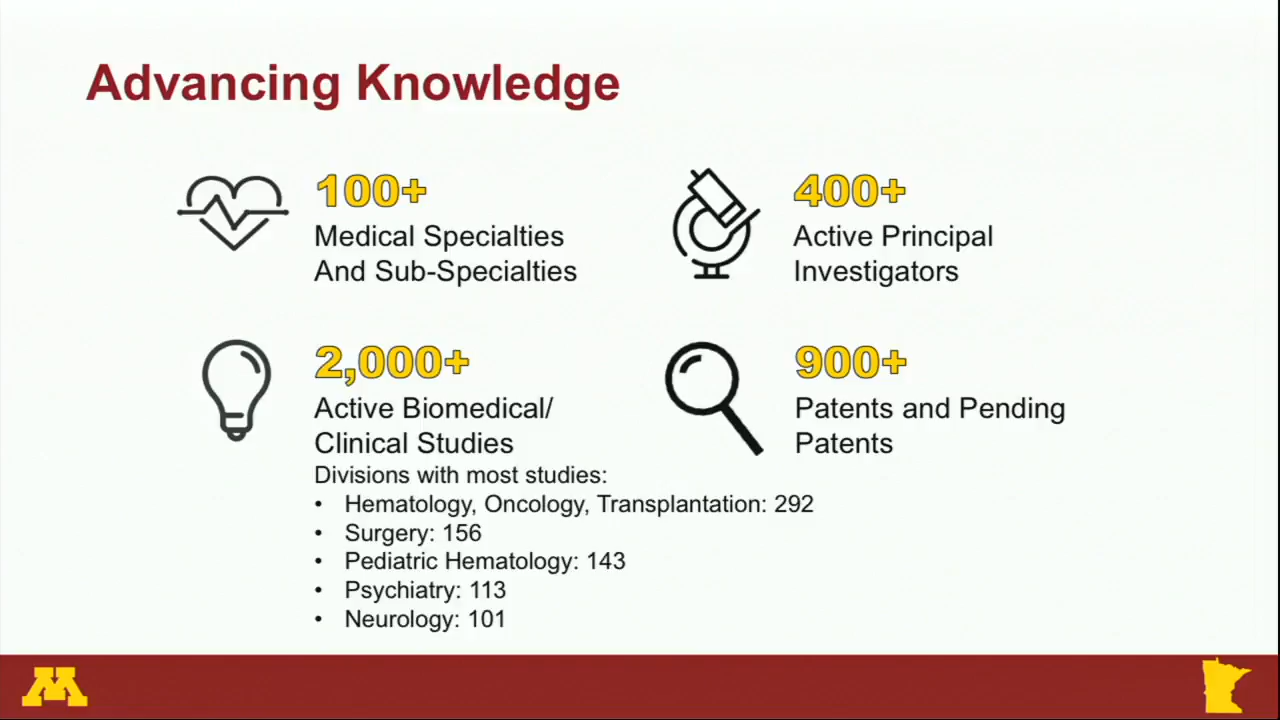 Advancing Knowledge
100+
Medical Specialties
And Sub-Specialties
400+
Active Principal
Investigators
2,000+
Active Biomedical/
Clinical Studies
Divisions with most studies:
• Hematology, Oncology, Transplantation: 292
• Surgery: 156
• Pediatric Hematology: 143
• Psychiatry: 113
• Neurology: 101
900+
Patents and Pending
Patents
M